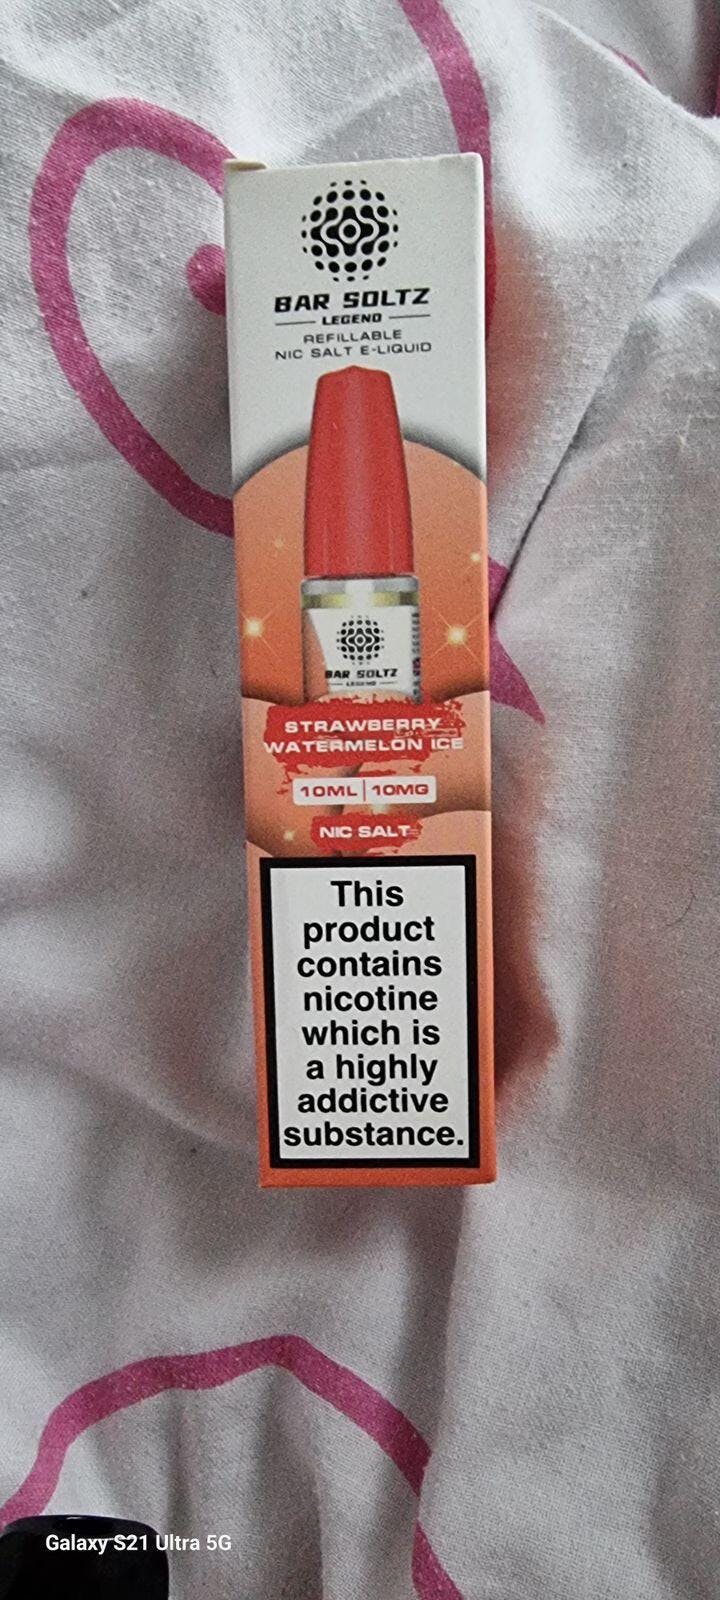 BAR SOLTZ
LEGEND
REFILLABLE
NIC SALT E-LIQUID
BAR SOLTZ
LEGEND
STRAWBERRY
WATERMELON ICE
10ML | 10MG
NIC SALT
This
product
contains
nicotine
which is
a highly
addictive
substance.
Galaxy S21 Ultra 5G